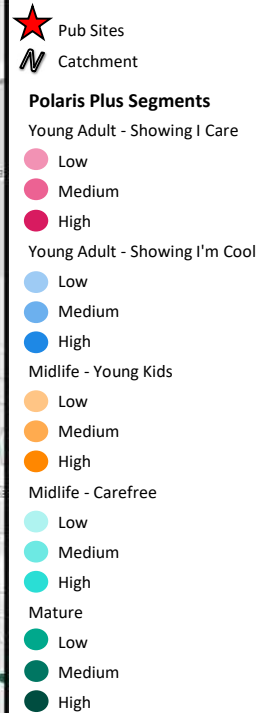 Pub Sites
Catchment
Polaris Plus Segments
Young Adult - Showing I Care
Low
Medium
High
Young Adult - Showing I'm Cool
Low
Medium
High
Midlife - Young Kids
Low
Medium
High
Midlife - Carefree
Low
Medium
High
Mature
Low
Medium
High